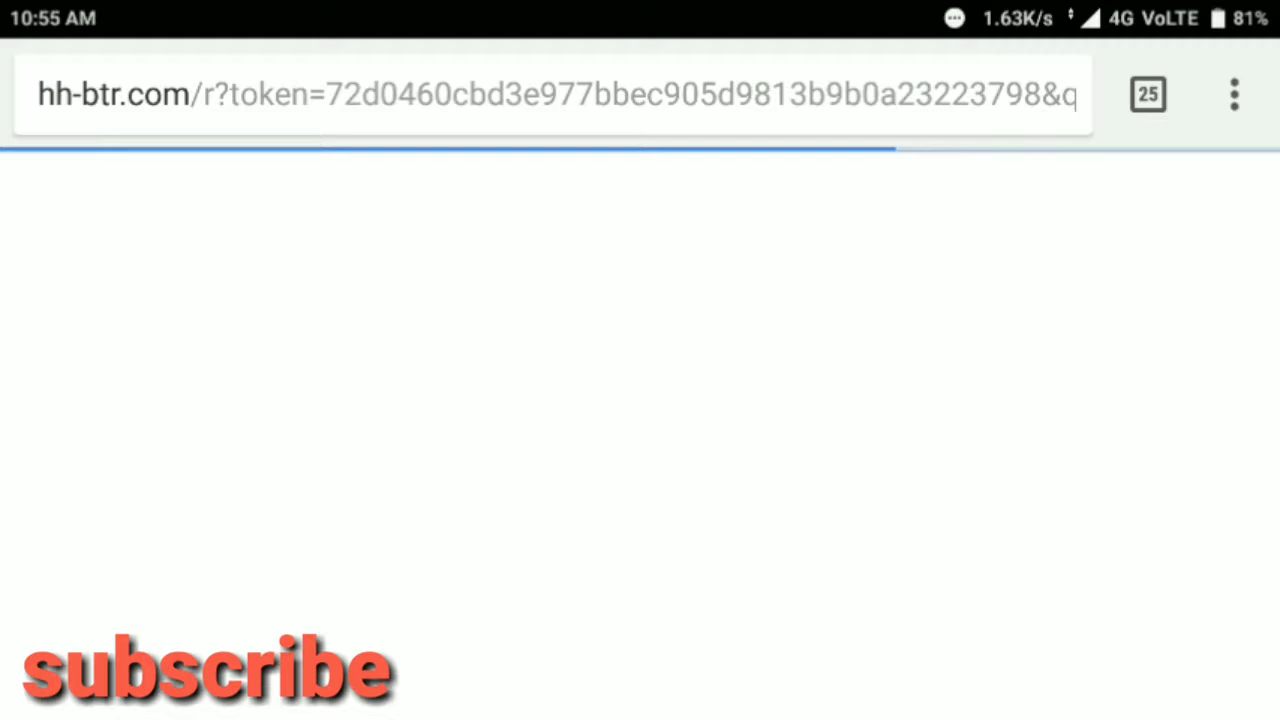 10:55 AM 1.63K/s 4G VoLTE 81%
hh-btr.com/r?token=72d0460cbd3e977bbec905d9813b9b0a23223798&q 25
subscribe